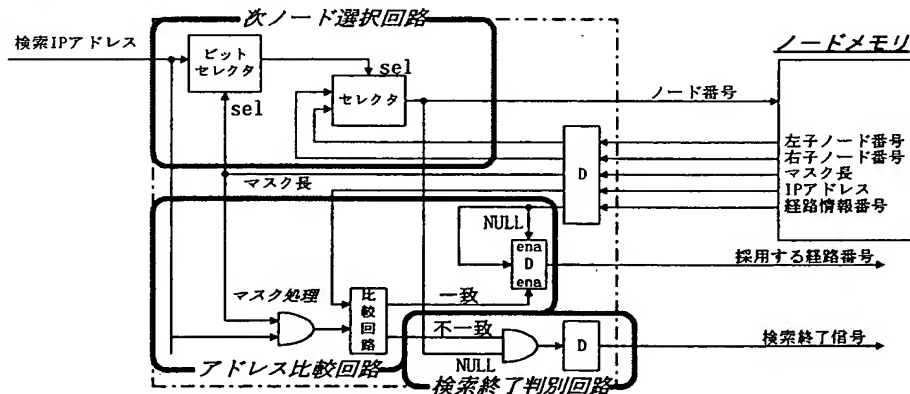 次ノード選択回路
検索IPアドレス
ビット
セレクタ
sel
sel
セレクタ
ノードメモリ
ノード番号
左子ノード番号
右子ノード番号
マスク長
IPアドレス
経路情報番号
D
マスク長
NULL
ena
D
ena
採用する経路番号
マスク処理
比較回路
一致
不一致
NULL
D
検索終了信号
アドレス比較回路
検索終了判別回路